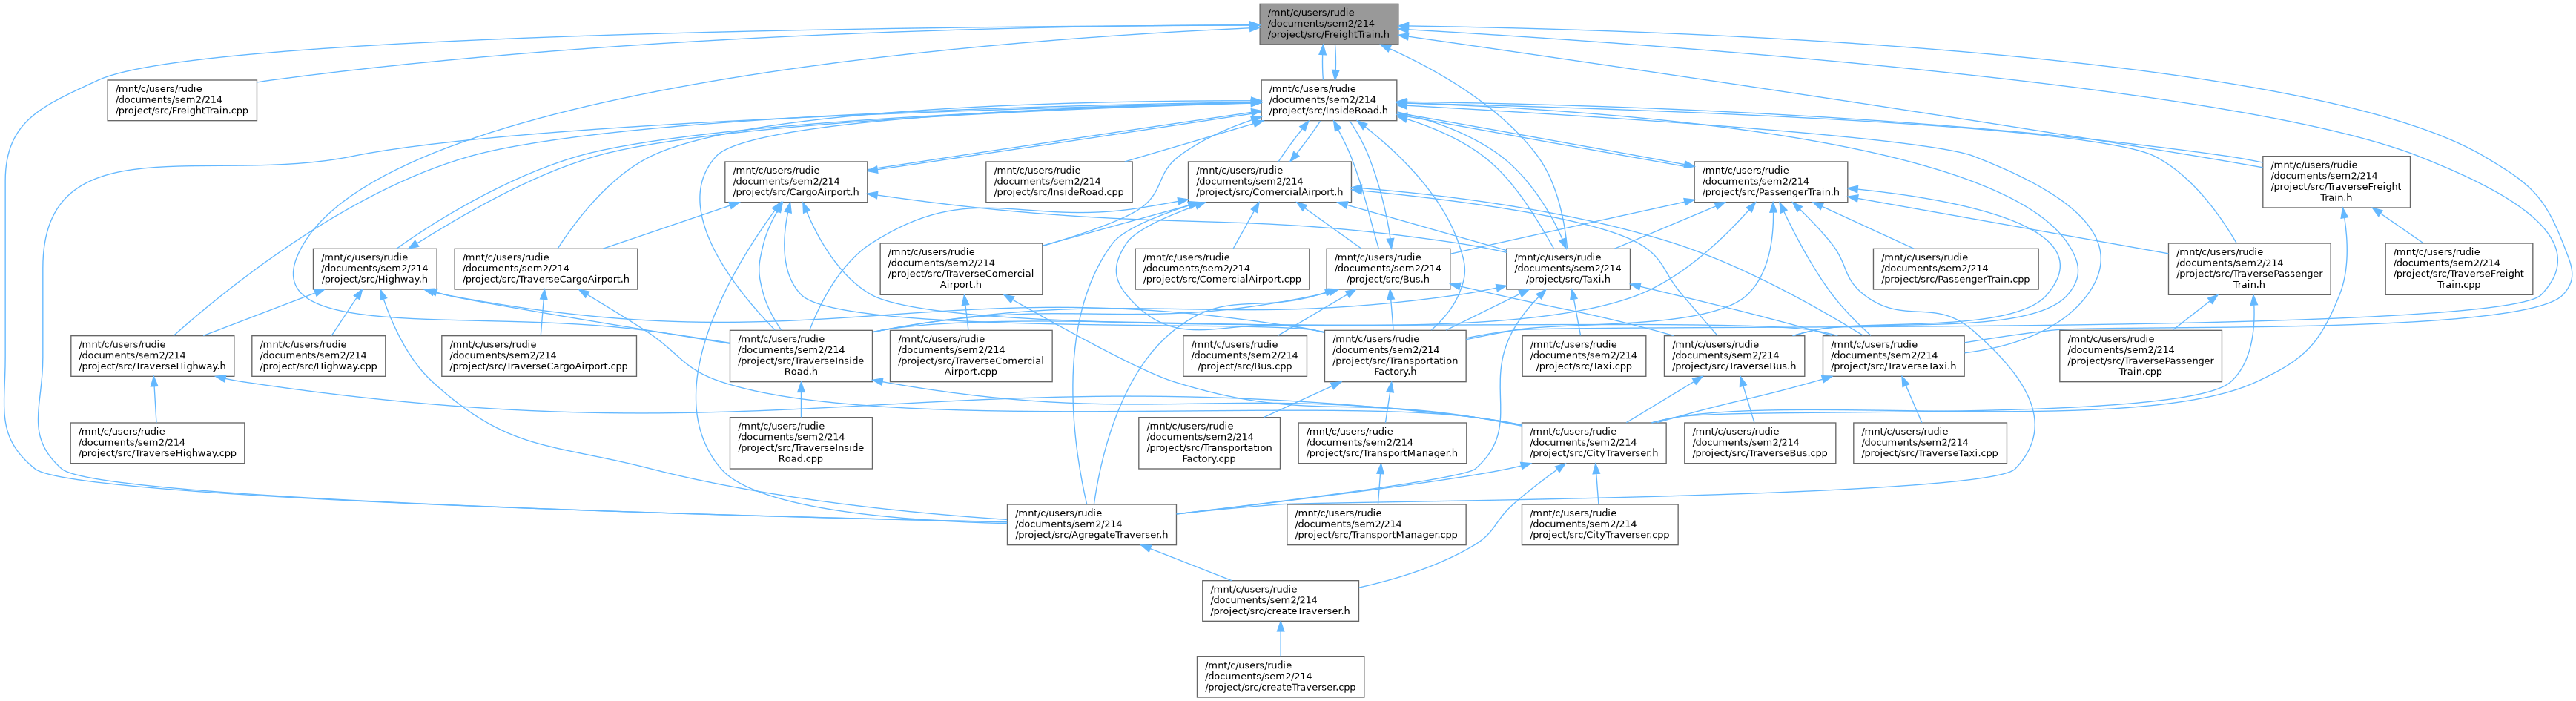 /mnt/c/users/rudie
/documents/sem2/214
/project/src/FreightTrain.h
/mnt/c/users/rudie
/documents/sem2/214
/project/src/FreightTrain.cpp
/mnt/c/users/rudie
/documents/sem2/214
/project/src/InsideRoad.h
/mnt/c/users/rudie
/documents/sem2/214
/project/src/CargoAirport.h
/mnt/c/users/rudie
/documents/sem2/214
/project/src/InsideRoad.cpp
/mnt/c/users/rudie
/documents/sem2/214
/project/src/ComercialAirport.h
/mnt/c/users/rudie
/documents/sem2/214
/project/src/PassengerTrain.h
/mnt/c/users/rudie
/documents/sem2/214
/project/src/TraverseFreight
Train.h
/mnt/c/users/rudie
/documents/sem2/214
/project/src/Highway.h
/mnt/c/users/rudie
/documents/sem2/214
/project/src/TraverseCargoAirport.h
/mnt/c/users/rudie
/documents/sem2/214
/project/src/TraverseComercial
Airport.h
/mnt/c/users/rudie
/documents/sem2/214
/project/src/ComercialAirport.cpp
/mnt/c/users/rudie
/documents/sem2/214
/project/src/Bus.h
/mnt/c/users/rudie
/documents/sem2/214
/project/src/Taxi.h
/mnt/c/users/rudie
/documents/sem2/214
/project/src/PassengerTrain.cpp
/mnt/c/users/rudie
/documents/sem2/214
/project/src/TraversePassenger
Train.h
/mnt/c/users/rudie
/documents/sem2/214
/project/src/TraverseFreight
Train.cpp
/mnt/c/users/rudie
/documents/sem2/214
/project/src/TraverseHighway.h
/mnt/c/users/rudie
/documents/sem2/214
/project/src/Highway.cpp
/mnt/c/users/rudie
/documents/sem2/214
/project/src/TraverseCargoAirport.cpp
/mnt/c/users/rudie
/documents/sem2/214
/project/src/TraverseInside
Road.h
/mnt/c/users/rudie
/documents/sem2/214
/project/src/TraverseComercial
Airport.cpp
/mnt/c/users/rudie
/documents/sem2/214
/project/src/Bus.cpp
/mnt/c/users/rudie
/documents/sem2/214
/project/src/Transportation
Factory.h
/mnt/c/users/rudie
/documents/sem2/214
/project/src/Taxi.cpp
/mnt/c/users/rudie
/documents/sem2/214
/project/src/TraverseBus.h
/mnt/c/users/rudie
/documents/sem2/214
/project/src/TraverseTaxi.h
/mnt/c/users/rudie
/documents/sem2/214
/project/src/TraversePassenger
Train.cpp
/mnt/c/users/rudie
/documents/sem2/214
/project/src/TraverseHighway.cpp
/mnt/c/users/rudie
/documents/sem2/214
/project/src/TraverseInside
Road.cpp
/mnt/c/users/rudie
/documents/sem2/214
/project/src/Transportation
Factory.cpp
/mnt/c/users/rudie
/documents/sem2/214
/project/src/TransportManager.h
/mnt/c/users/rudie
/documents/sem2/214
/project/src/CityTraverser.h
/mnt/c/users/rudie
/documents/sem2/214
/project/src/TraverseBus.cpp
/mnt/c/users/rudie
/documents/sem2/214
/project/src/TraverseTaxi.cpp
/mnt/c/users/rudie
/documents/sem2/214
/project/src/AgregateTraverser.h
/mnt/c/users/rudie
/documents/sem2/214
/project/src/TransportManager.cpp
/mnt/c/users/rudie
/documents/sem2/214
/project/src/CityTraverser.cpp
/mnt/c/users/rudie
/documents/sem2/214
/project/src/createTraverser.h
/mnt/c/users/rudie
/documents/sem2/214
/project/src/createTraverser.cpp